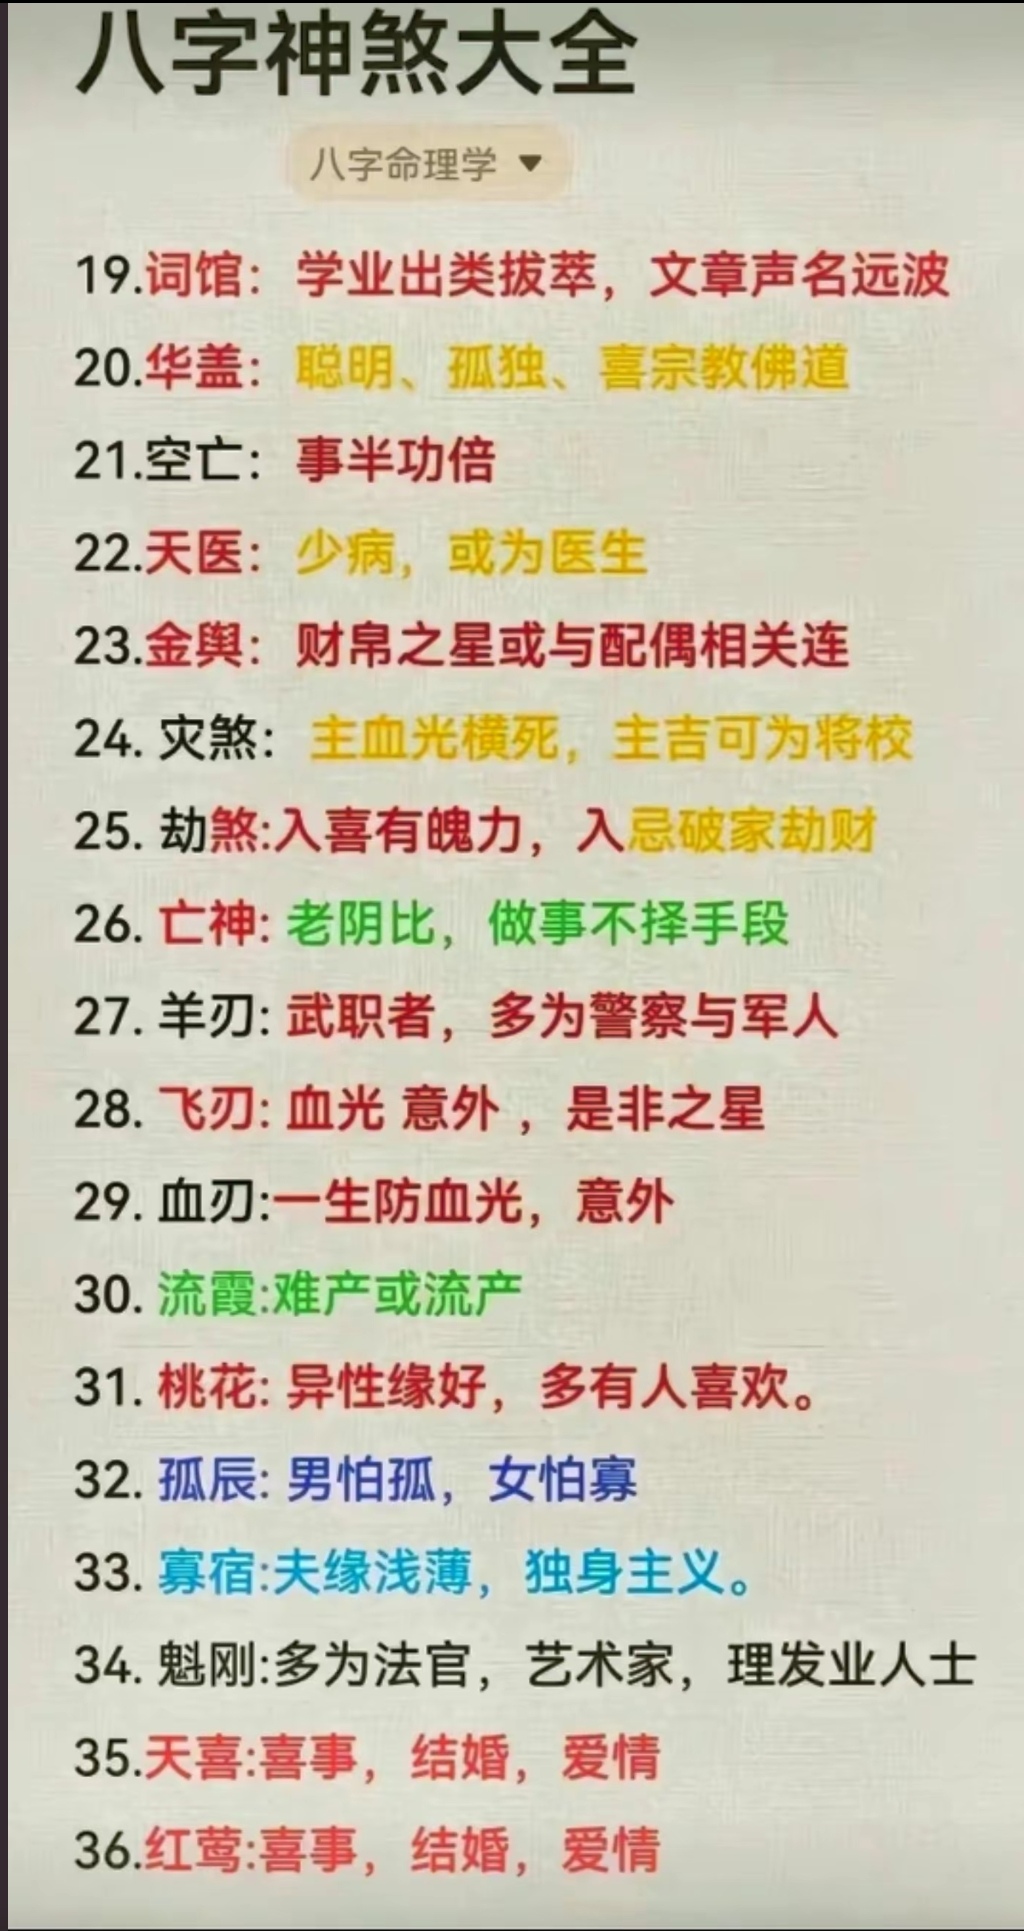 八字神煞大全
八字命理学 ▼
19.词馆：学业出类拔萃，文章声名远波
20.华盖：聪明、孤独、喜宗教佛道
21.空亡：事半功倍
22.天医：少病，或为医生
23.金舆：财帛之星或与配偶相关连
24. 灾煞：主血光横死，主吉可为将校
25. 劫煞:入喜有魄力，入忌破家劫财
26. 亡神: 老阴比，做事不择手段
27. 羊刃: 武职者，多为警察与军人
28. 飞刃: 血光 意外 ，是非之星
29. 血刃:一生防血光，意外
30. 流霞:难产或流产
31. 桃花: 异性缘好，多有人喜欢。
32. 孤辰: 男怕孤，女怕寡
33. 寡宿:夫缘浅薄，独身主义。
34. 魁刚:多为法官，艺术家，理发业人士
35.天喜:喜事，结婚，爱情
36.红莺:喜事，结婚，爱情